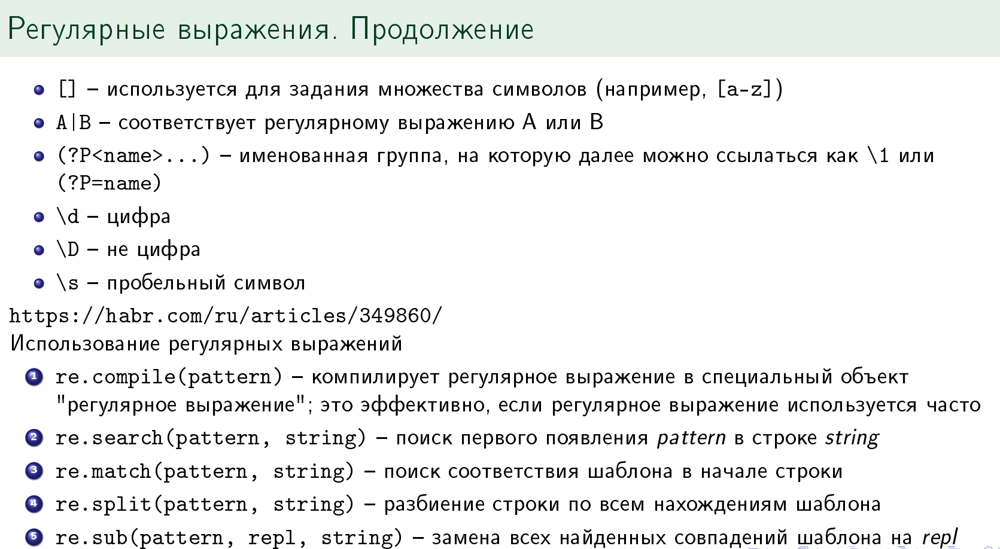 Регулярные выражения. Продолжение
[] – используется для задания множества символов (например, [a-z])
A|B – соответствует регулярному выражению A или B
(?P<name>...) – именованная группа, на которую далее можно ссылаться как \1 или
(?P=name)
\d – цифра
\D – не цифра
\s – пробельный символ
https://habr.com/ru/articles/349860/
Использование регулярных выражений
1 re.compile(pattern) – компилирует регулярное выражение в специальный объект
"регулярное выражение"; это эффективно, если регулярное выражение используется часто
2 re.search(pattern, string) – поиск первого появления pattern в строке string
3 re.match(pattern, string) – поиск соответствия шаблона в начале строки
4 re.split(pattern, string) – разбиение строки по всем нахождениям шаблона
5 re.sub(pattern, repl, string) – замена всех найденных совпадений шаблона на repl